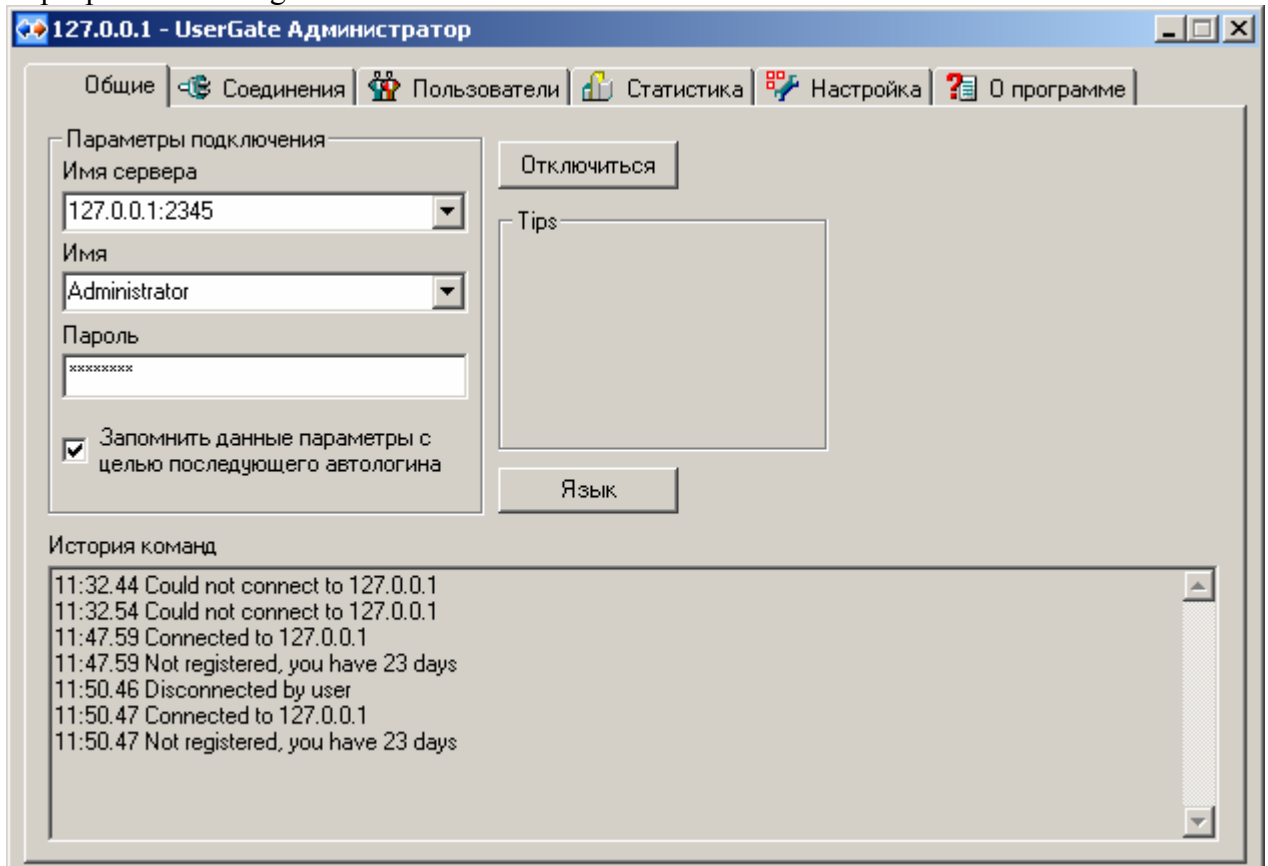 127.0.0.1 - UserGate Администратор
Общие Соединения Пользователи Статистика Настройка О программе
Параметры подключения
Имя сервера
127.0.0.1:2345
Имя
Administrator
Пароль
xxxxxxxx
Запомнить данные параметры с
целью последующего автологина
Отключиться
Tips
Язык
История команд
11:32.44 Could not connect to 127.0.0.1
11:32.54 Could not connect to 127.0.0.1
11:47.59 Connected to 127.0.0.1
11:47.59 Not registered, you have 23 days
11:50.46 Disconnected by user
11:50.47 Connected to 127.0.0.1
11:50.47 Not registered, you have 23 days